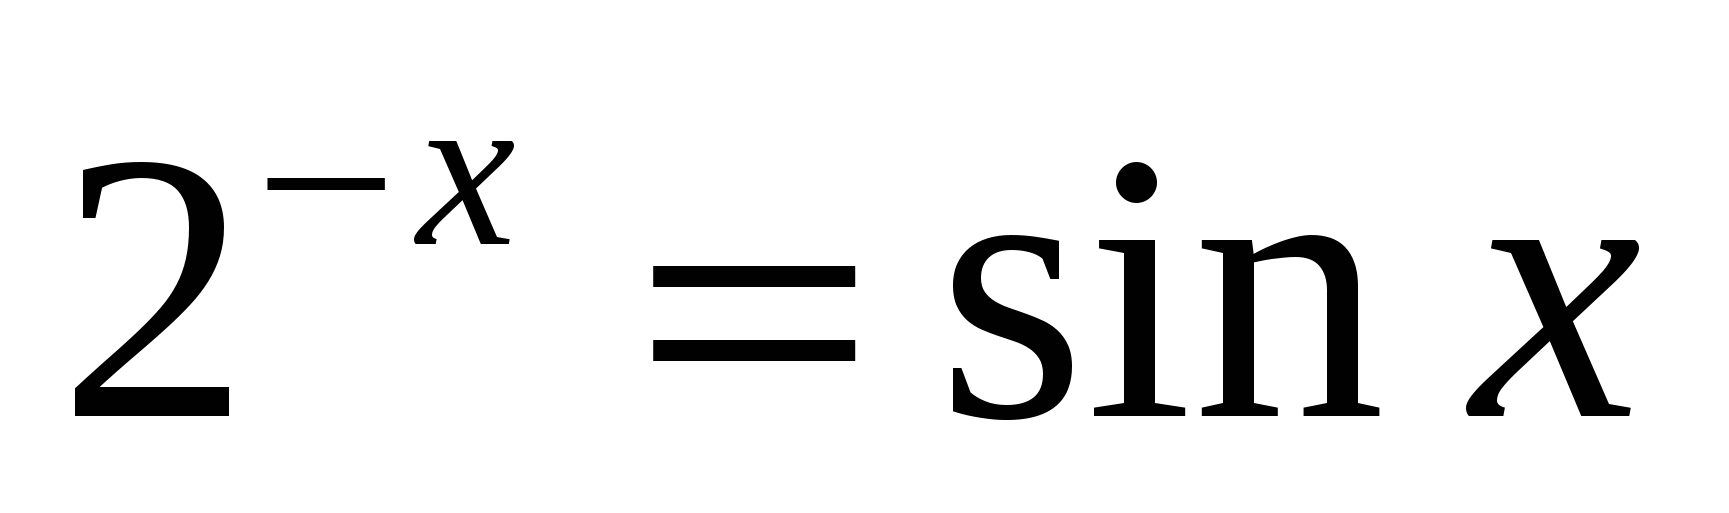 2⁻ˣ = sin x